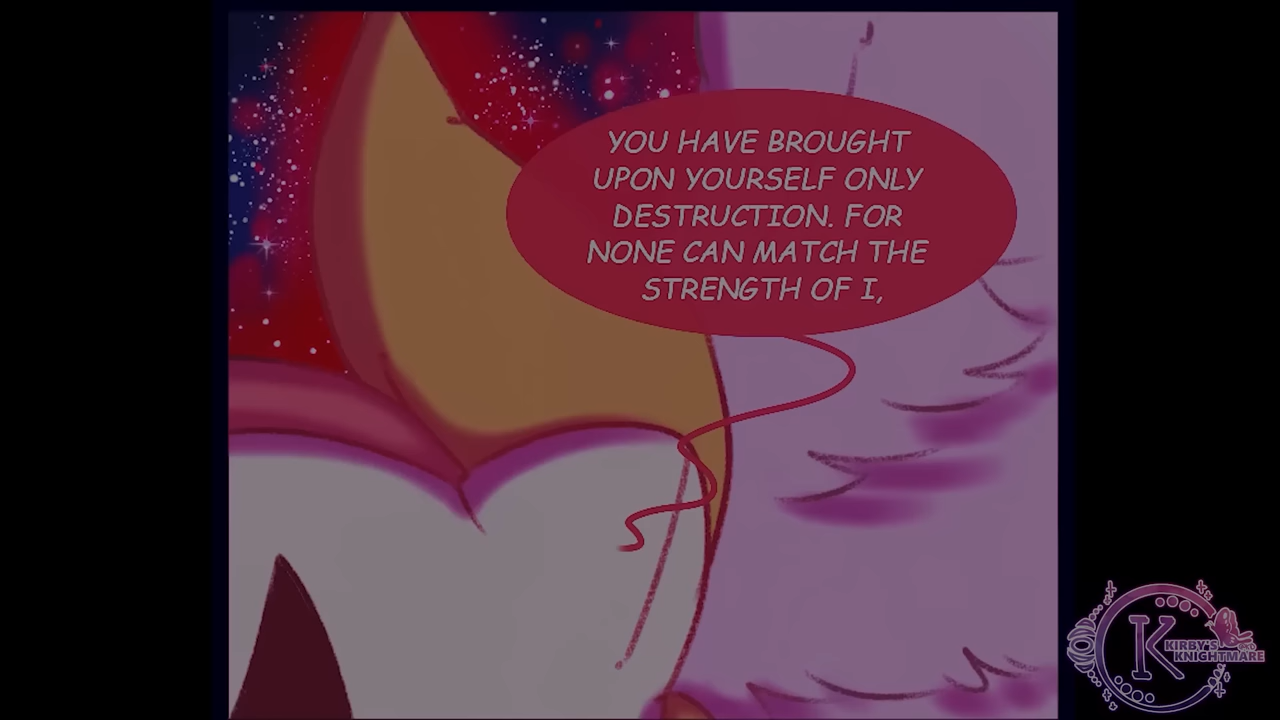 YOU HAVE BROUGHT
UPON YOURSELF ONLY
DESTRUCTION. FOR
NONE CAN MATCH THE
STRENGTH OF I,
K
KIRBY'S
KNIGHTMARE